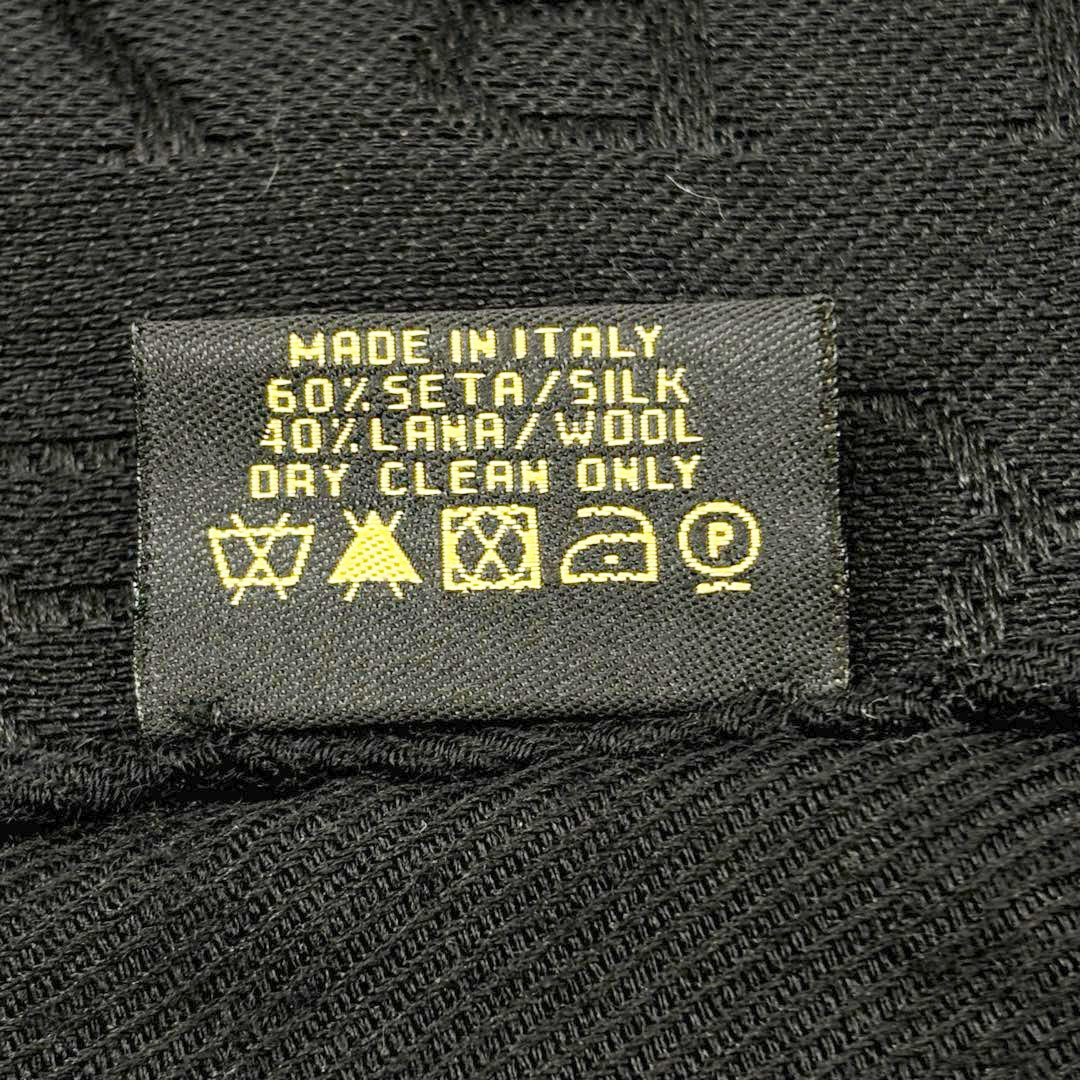 MADE IN ITALY
60% SETA/SILK
40% LANA/WOOL
DRY CLEAN ONLY
P